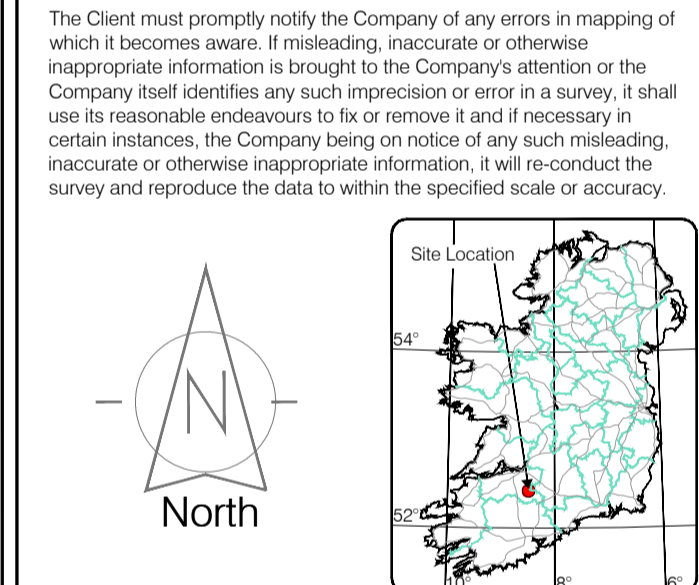 The Client must promptly notify the Company of any errors in mapping of
which it becomes aware. If misleading, inaccurate or otherwise
inappropriate information is brought to the Company's attention or the
Company itself identifies any such imprecision or error in a survey, it shall
use its reasonable endeavours to fix or remove it and if necessary in
certain instances, the Company being on notice of any such misleading,
inaccurate or otherwise inappropriate information, it will re-conduct the
survey and reproduce the data to within the specified scale or accuracy.
Site Location
54°
N
North
52°
10°
8°
6°